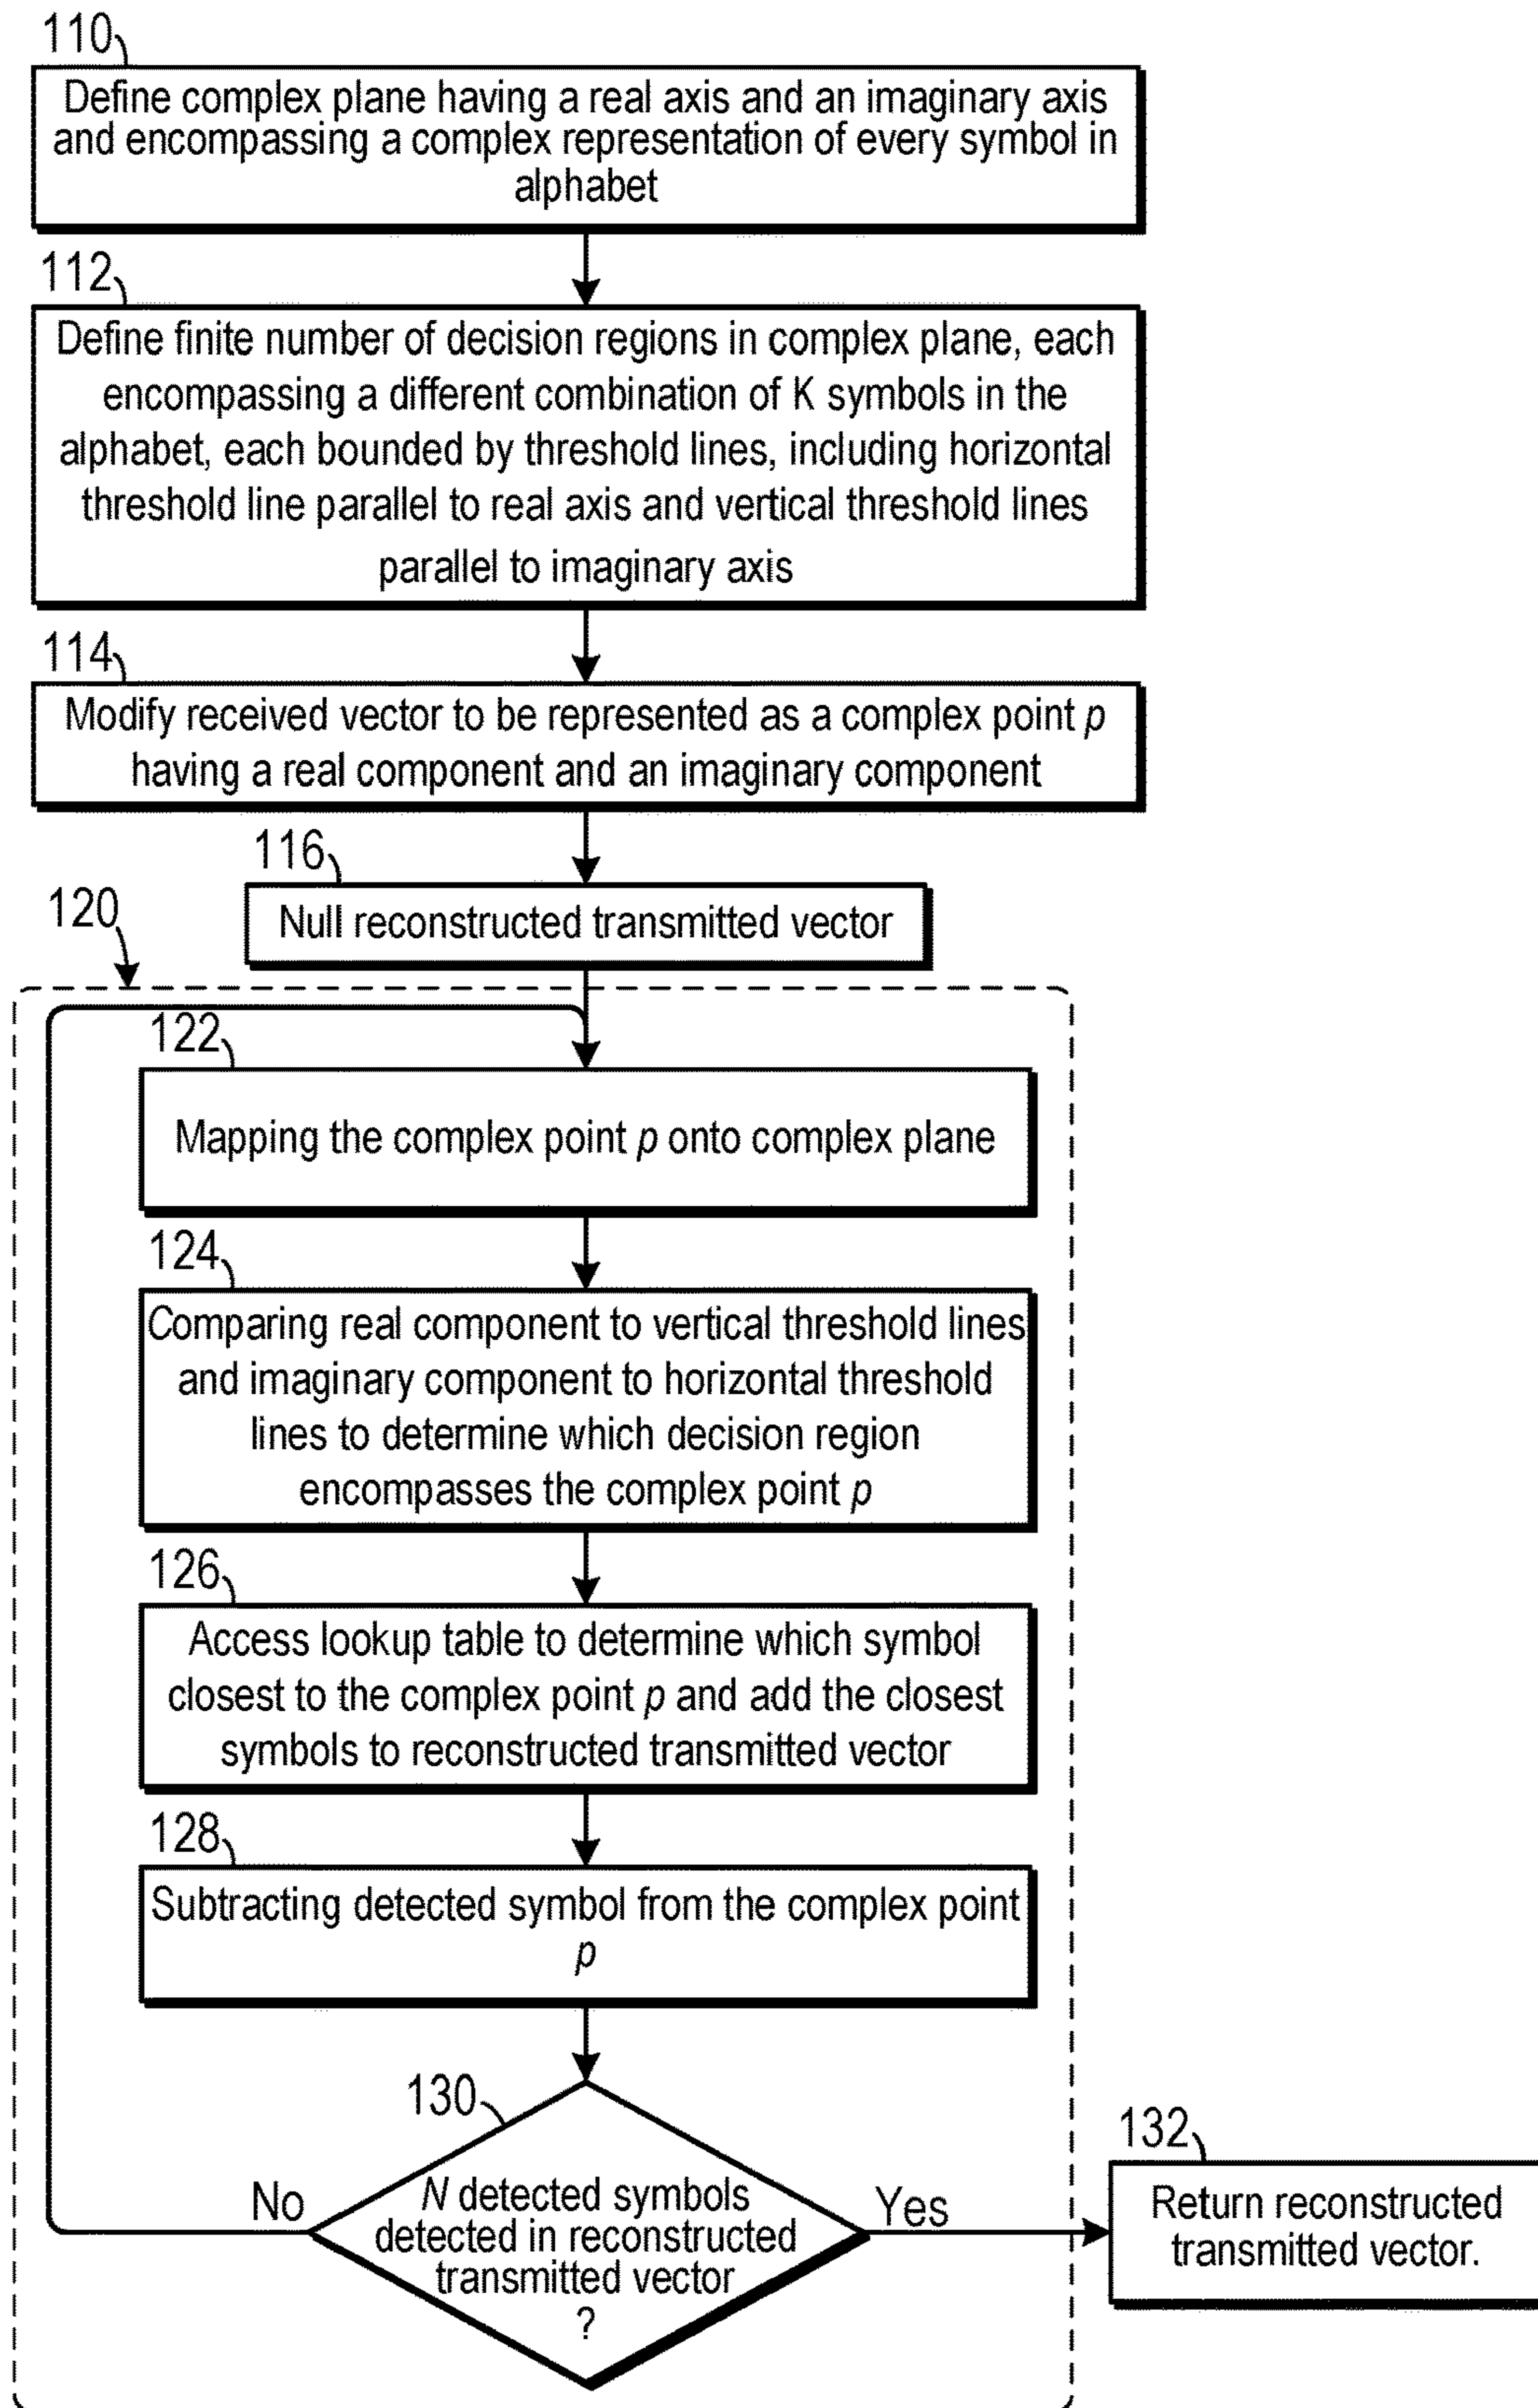 110
Define complex plane having a real axis and an imaginary axis
and encompassing a complex representation of every symbol in
alphabet
112
Define finite number of decision regions in complex plane, each
encompassing a different combination of K symbols in the
alphabet, each bounded by threshold lines, including horizontal
threshold line parallel to real axis and vertical threshold lines
parallel to imaginary axis
114
Modify received vector to be represented as a complex point p
having a real component and an imaginary component
116
Null reconstructed transmitted vector
120
122
Mapping the complex point p onto complex plane
124
Comparing real component to vertical threshold lines
and imaginary component to horizontal threshold
lines to determine which decision region
encompasses the complex point p
126
Access lookup table to determine which symbol
closest to the complex point p and add the closest
symbols to reconstructed transmitted vector
128
Subtracting detected symbol from the complex point
p
130
N detected symbols
detected in reconstructed
transmitted vector
?
No
Yes
132
Return reconstructed
transmitted vector.